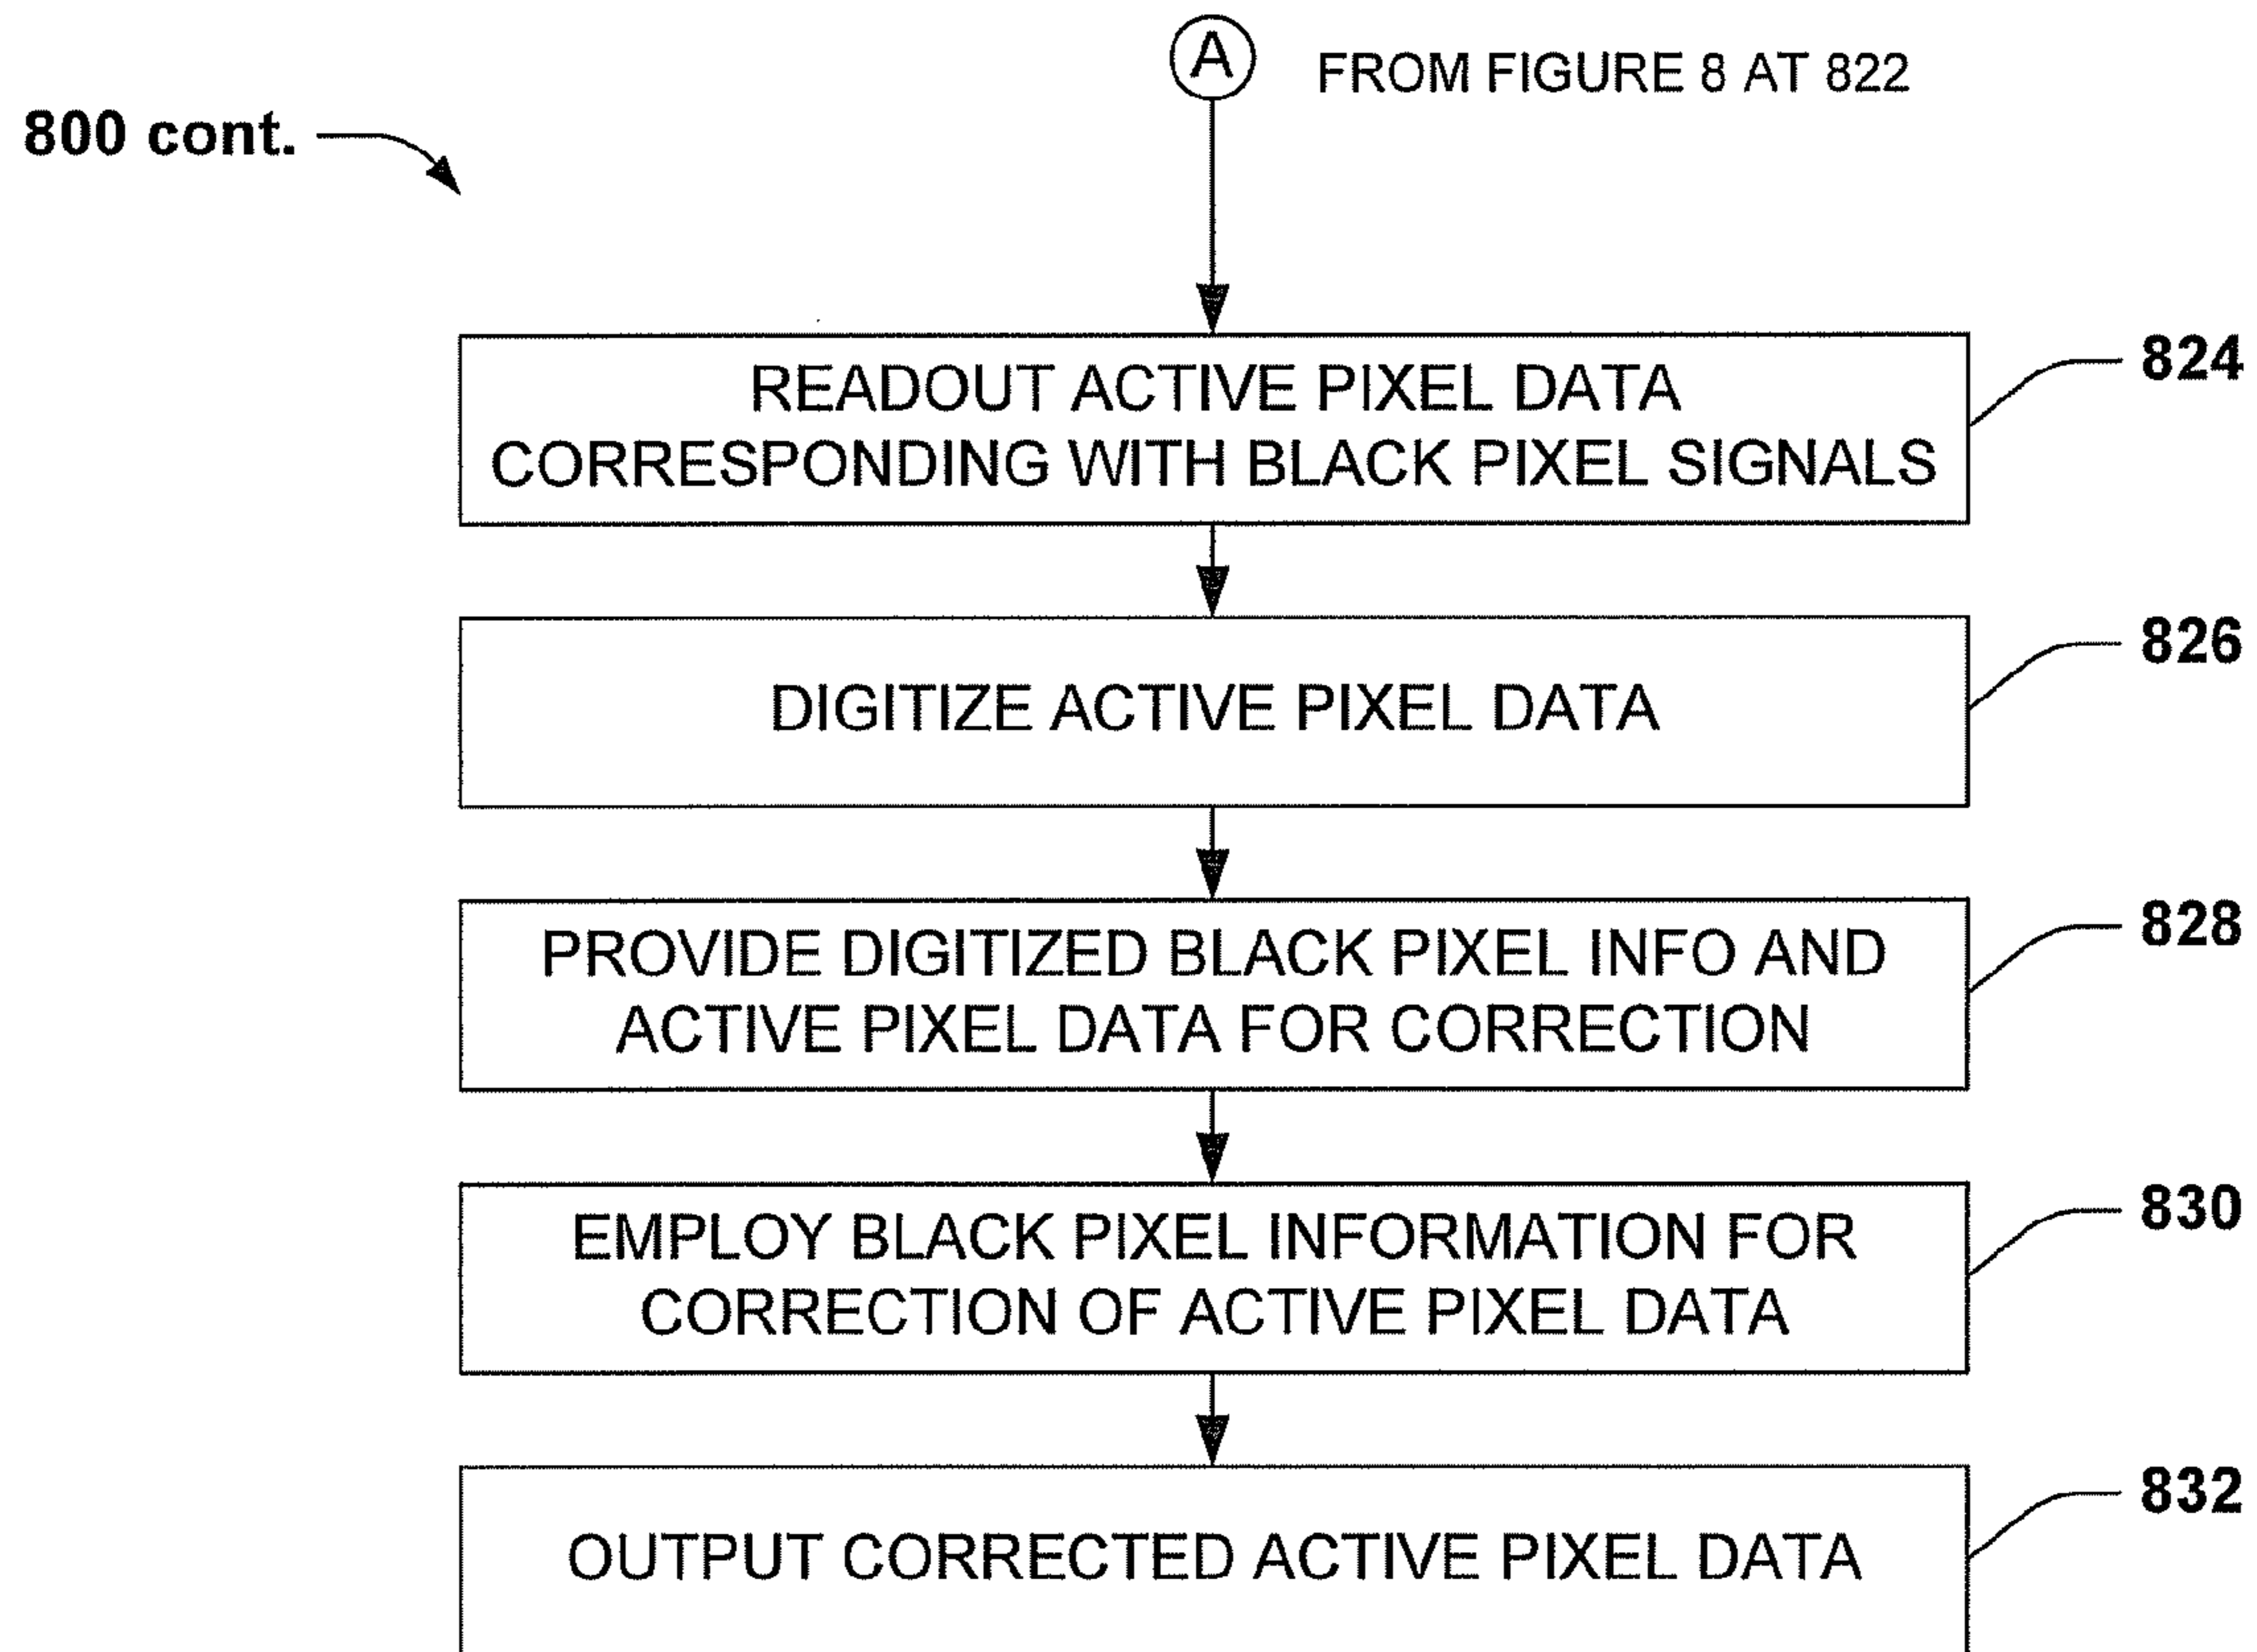 A
FROM FIGURE 8 AT 822
800 cont.
READOUT ACTIVE PIXEL DATA
CORRESPONDING WITH BLACK PIXEL SIGNALS
824
DIGITIZE ACTIVE PIXEL DATA
826
PROVIDE DIGITIZED BLACK PIXEL INFO AND
ACTIVE PIXEL DATA FOR CORRECTION
828
EMPLOY BLACK PIXEL INFORMATION FOR
CORRECTION OF ACTIVE PIXEL DATA
830
OUTPUT CORRECTED ACTIVE PIXEL DATA
832